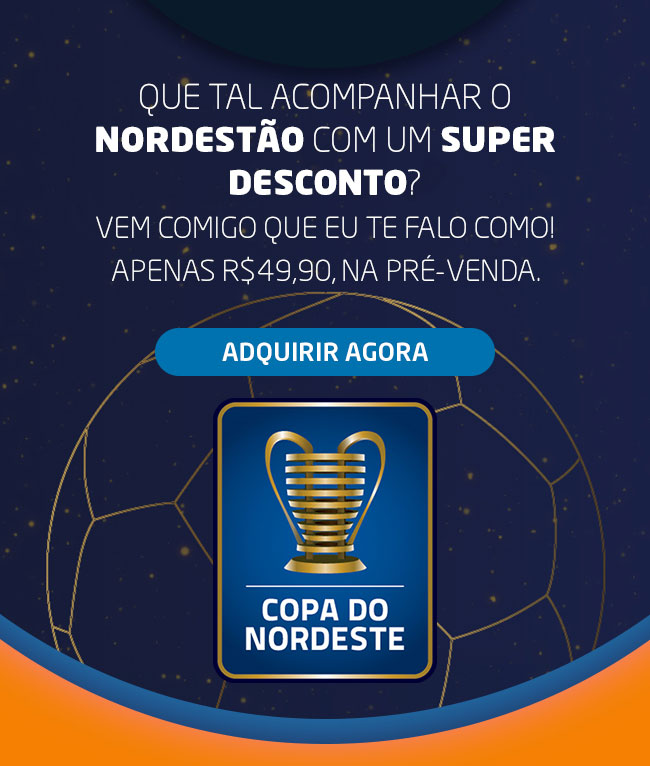 QUE TAL ACOMPANHAR O
NORDESTÃO COM UM SUPER
DESCONTO?
VEM COMIGO QUE EU TE FALO COMO!
APENAS R$49,90, NA PRÉ-VENDA.
ADQUIRIR AGORA
COPA DO
NORDESTE